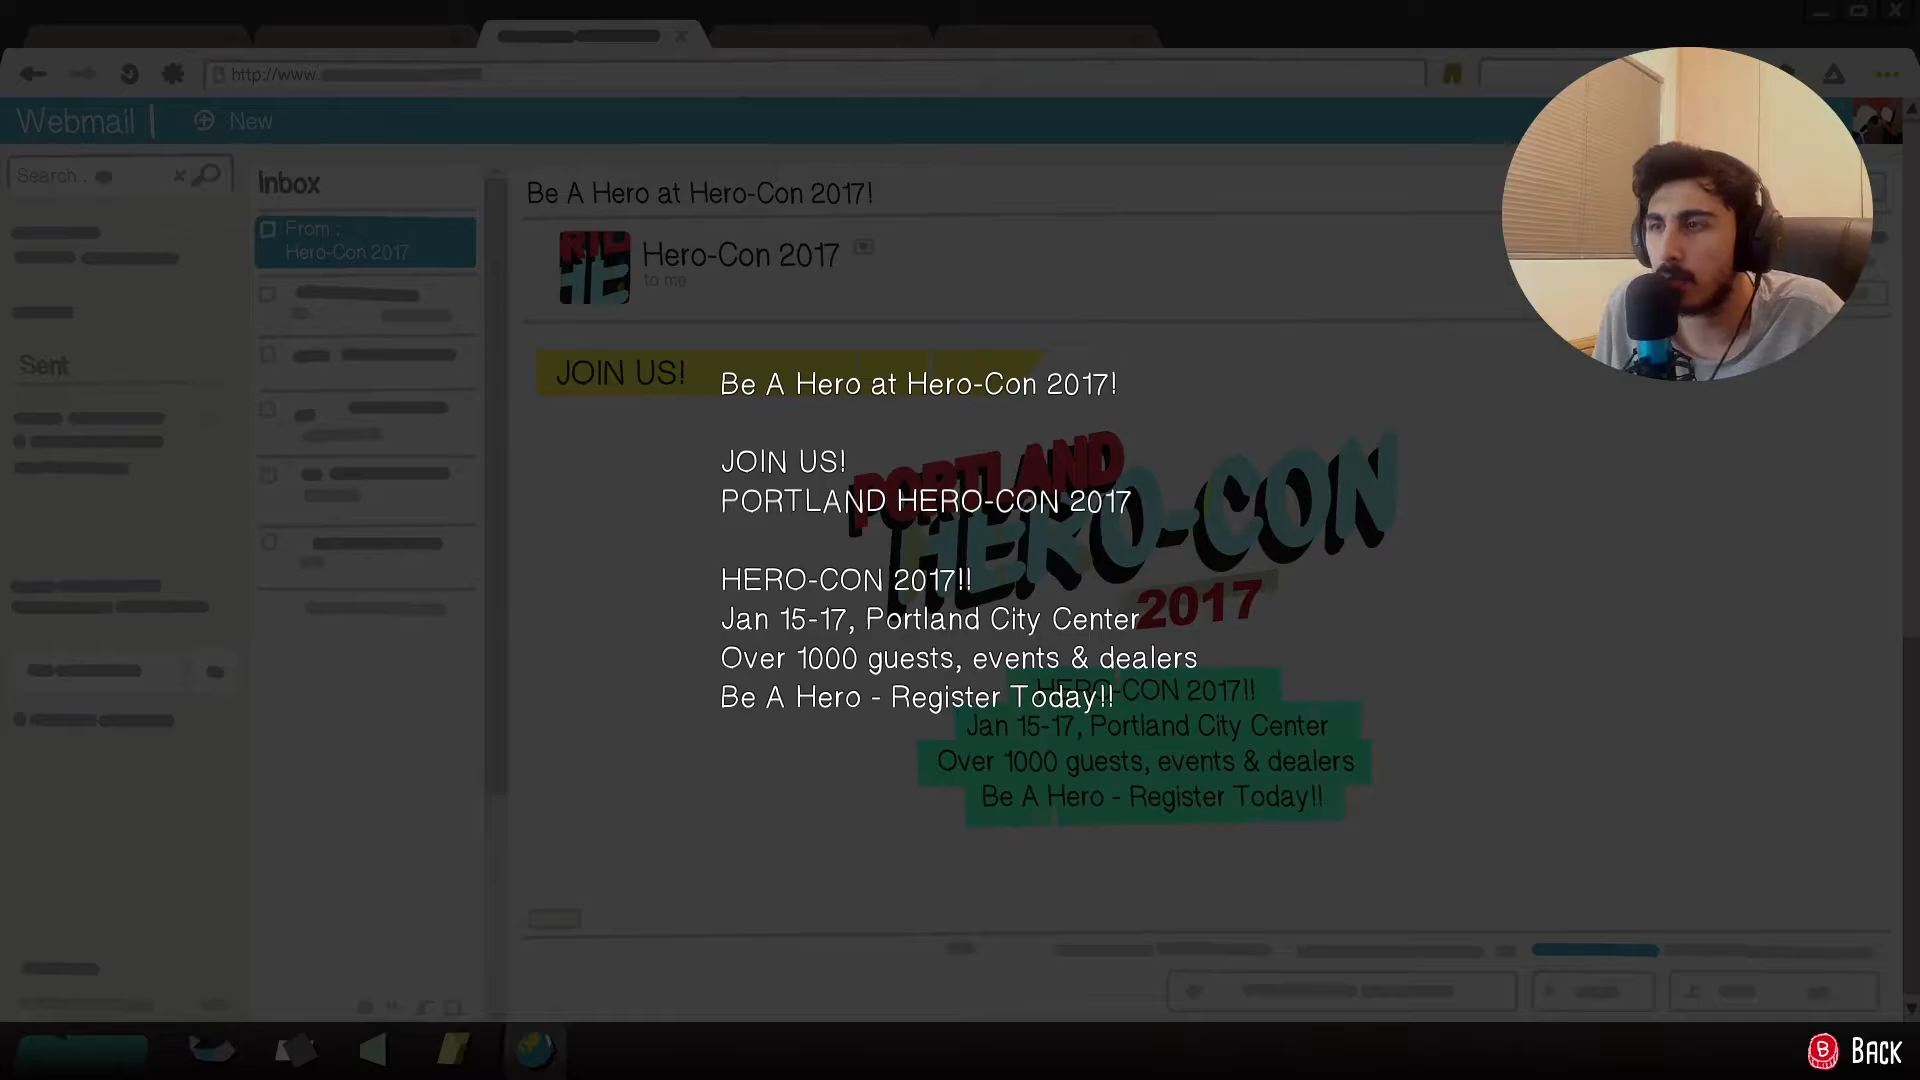 http://www.
Webmail
New
Search .
Inbox
Be A Hero at Hero-Con 2017!
From :
Hero-Con 2017
Hero-Con 2017
to me
Sent
JOIN US!
PORTLAND
HERO-CON
2017
HERO-CON 2017!!
Jan 15-17, Portland City Center
Over 1000 guests, events & dealers
Be A Hero - Register Today!!
Be A Hero at Hero-Con 2017!
JOIN US!
PORTLAND HERO-CON 2017
HERO-CON 2017!!
Jan 15-17, Portland City Center
Over 1000 guests, events & dealers
Be A Hero - Register Today!!
B BACK